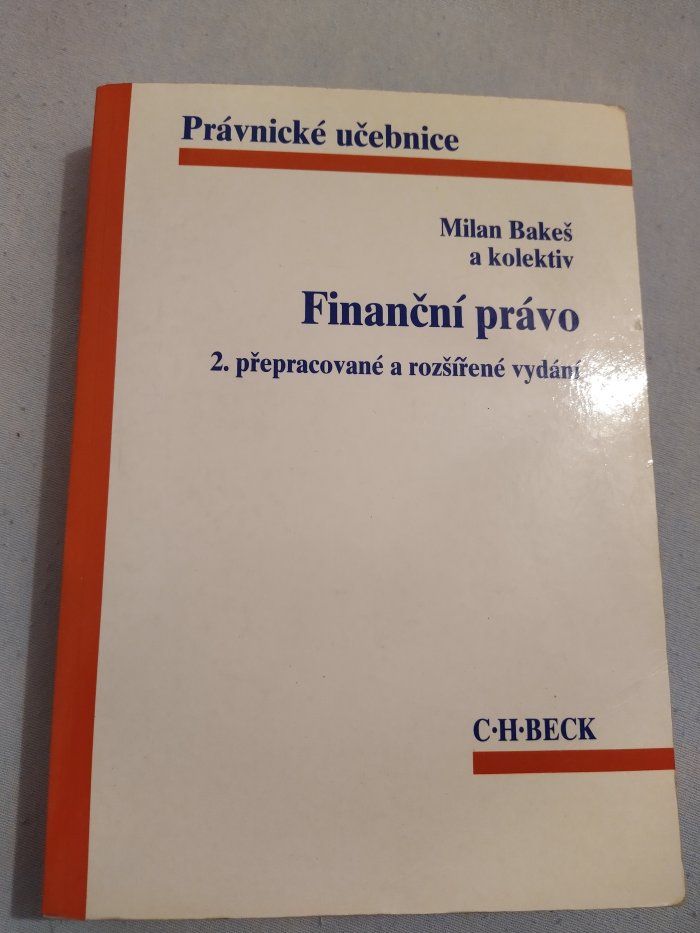 Právnické učebnice
Milan Bakeš
a kolektiv
Finanční právo
2. přepracované a rozšířené vydání
C·H·BECK